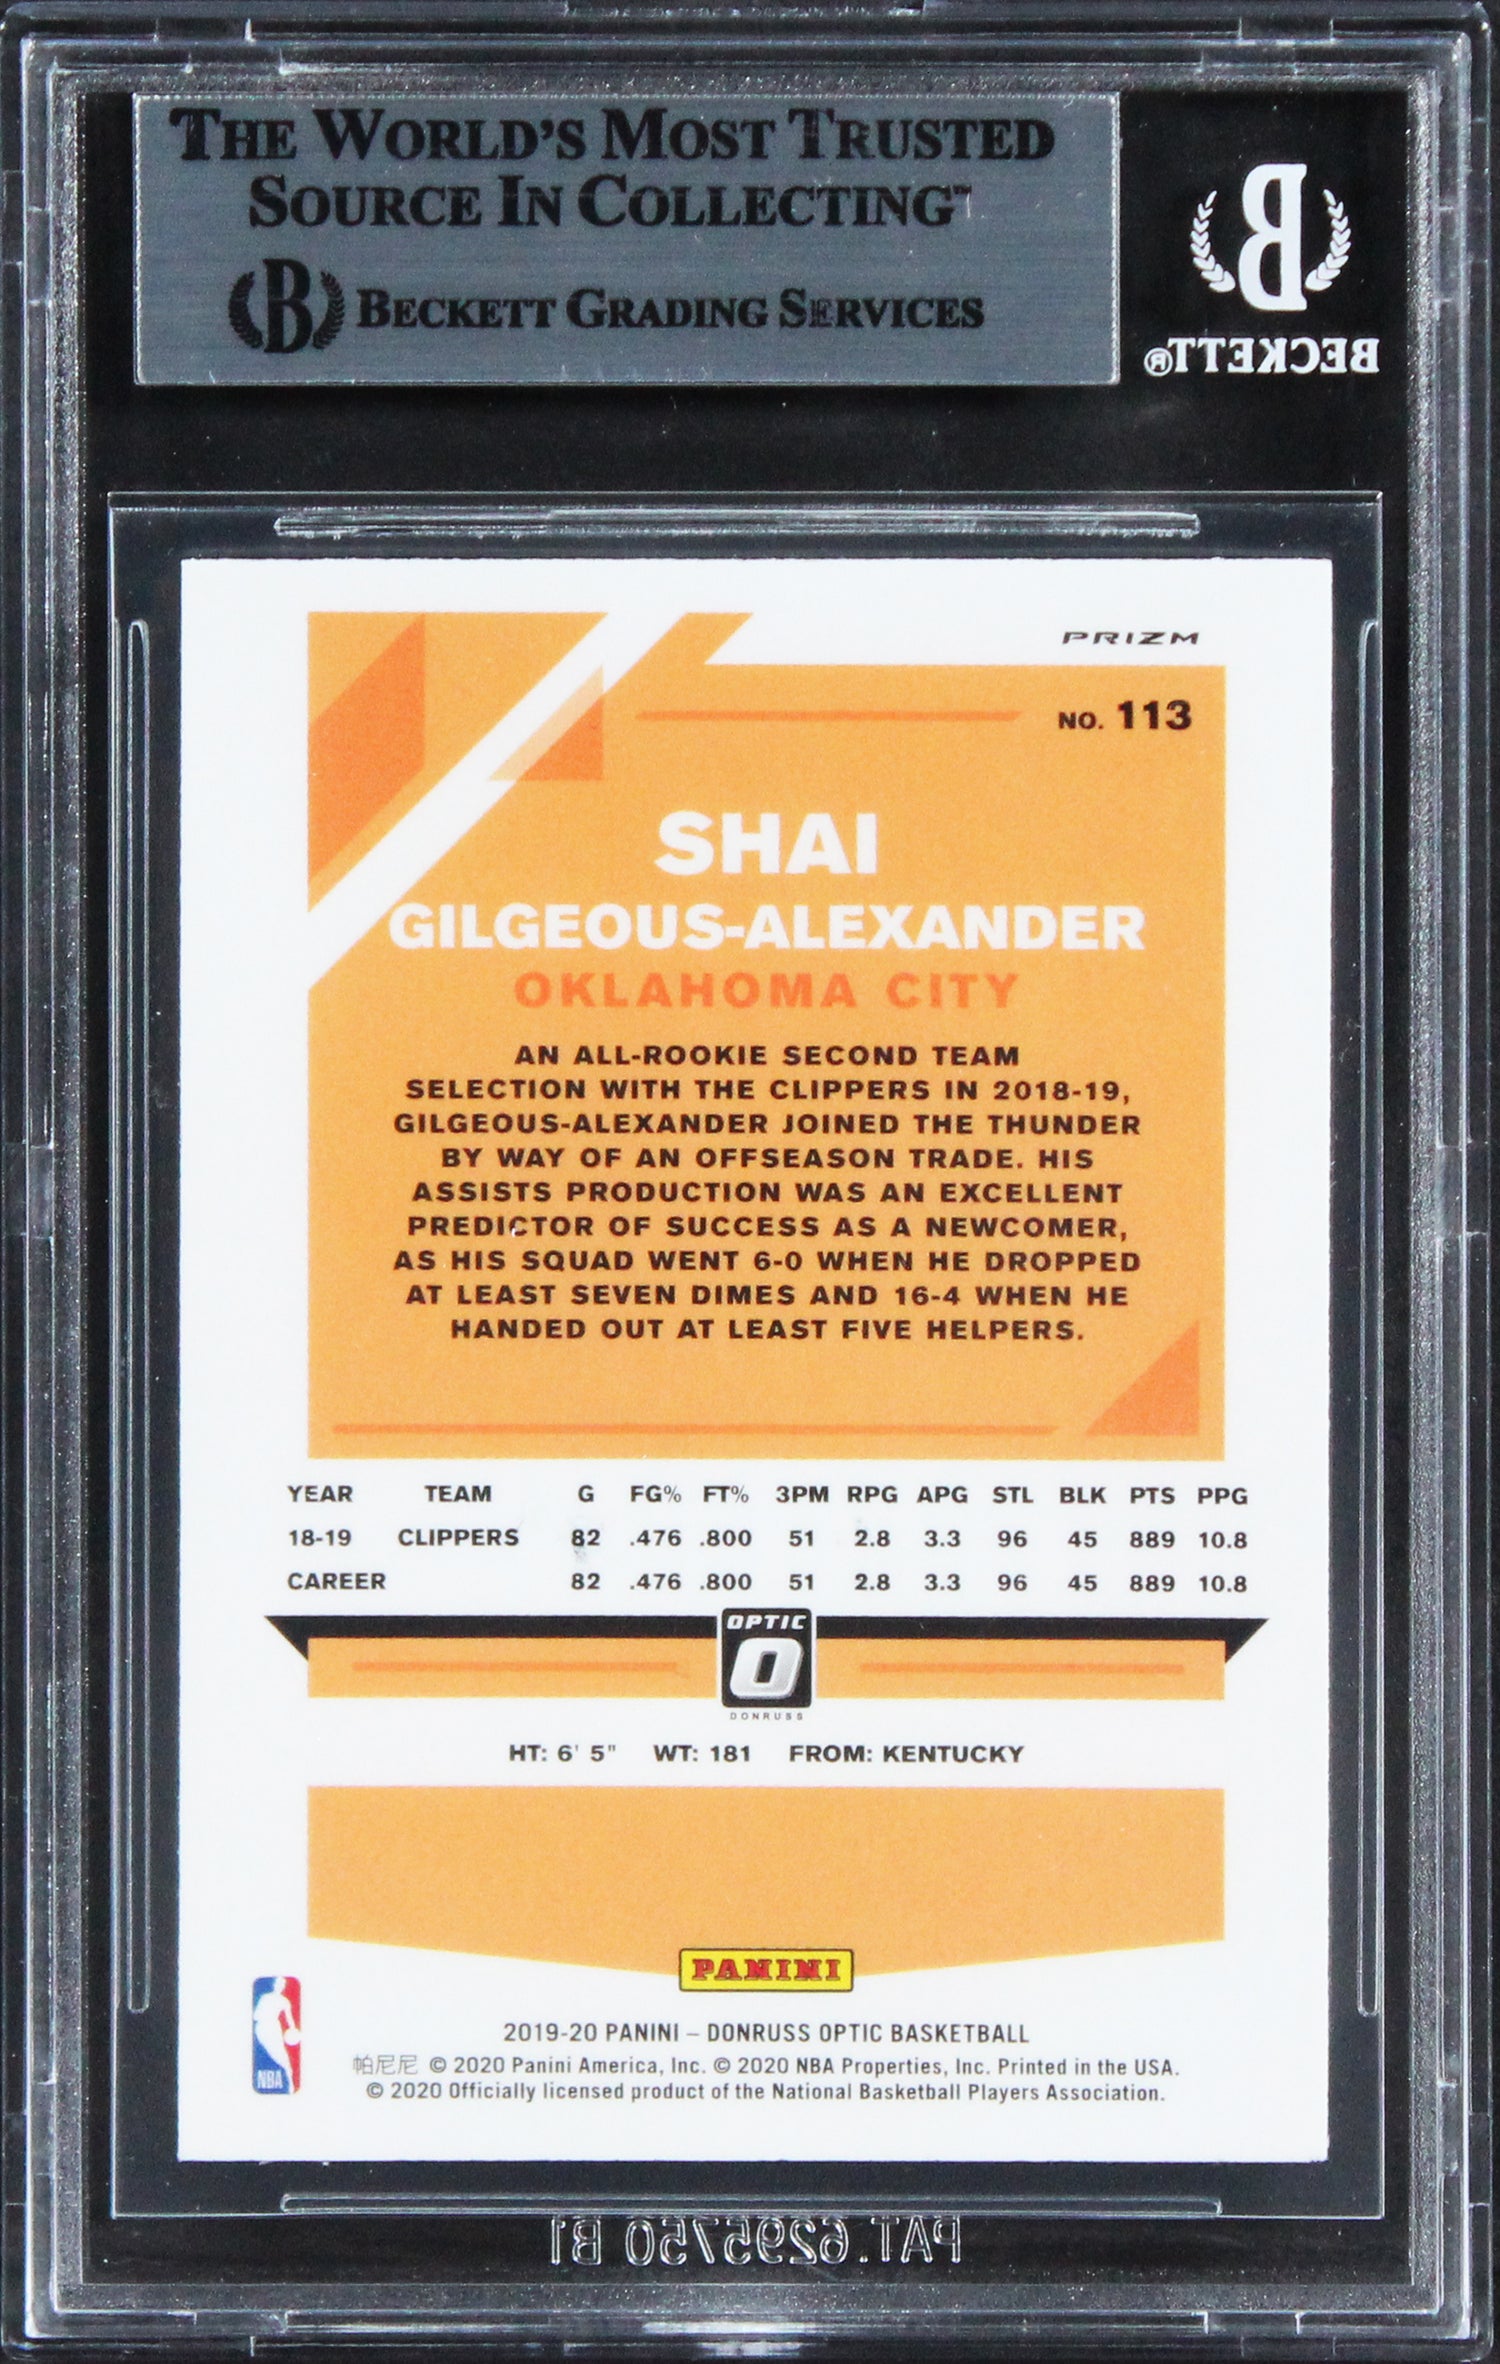 THE WORLD'S MOST TRUSTED
SOURCE IN COLLECTING™
B BECKETT GRADING SERVICES
B
BECKETT®
PRIZM
NO. 113
SHAI
GILGEOUS-ALEXANDER
OKLAHOMA CITY
AN ALL-ROOKIE SECOND TEAM
SELECTION WITH THE CLIPPERS IN 2018-19,
GILGEOUS-ALEXANDER JOINED THE THUNDER
BY WAY OF AN OFFSEASON TRADE. HIS
ASSISTS PRODUCTION WAS AN EXCELLENT
PREDICTOR OF SUCCESS AS A NEWCOMER,
AS HIS SQUAD WENT 6-0 WHEN HE DROPPED
AT LEAST SEVEN DIMES AND 16-4 WHEN HE
HANDED OUT AT LEAST FIVE HELPERS.
YEAR TEAM G FG% FT% 3PM RPG APG STL BLK PTS PPG
18-19 CLIPPERS 82 .476 .800 51 2.8 3.3 96 45 889 10.8
CAREER 82 .476 .800 51 2.8 3.3 96 45 889 10.8
OPTIC
O
DONRUSS
HT: 6' 5" WT: 181 FROM: KENTUCKY
PANINI
NBA
2019-20 PANINI – DONRUSS OPTIC BASKETBALL
帕尼尼 © 2020 Panini America, Inc. © 2020 NBA Properties, Inc. Printed in the USA.
© 2020 Officially licensed product of the National Basketball Players Association.
PAT.6295750 B1